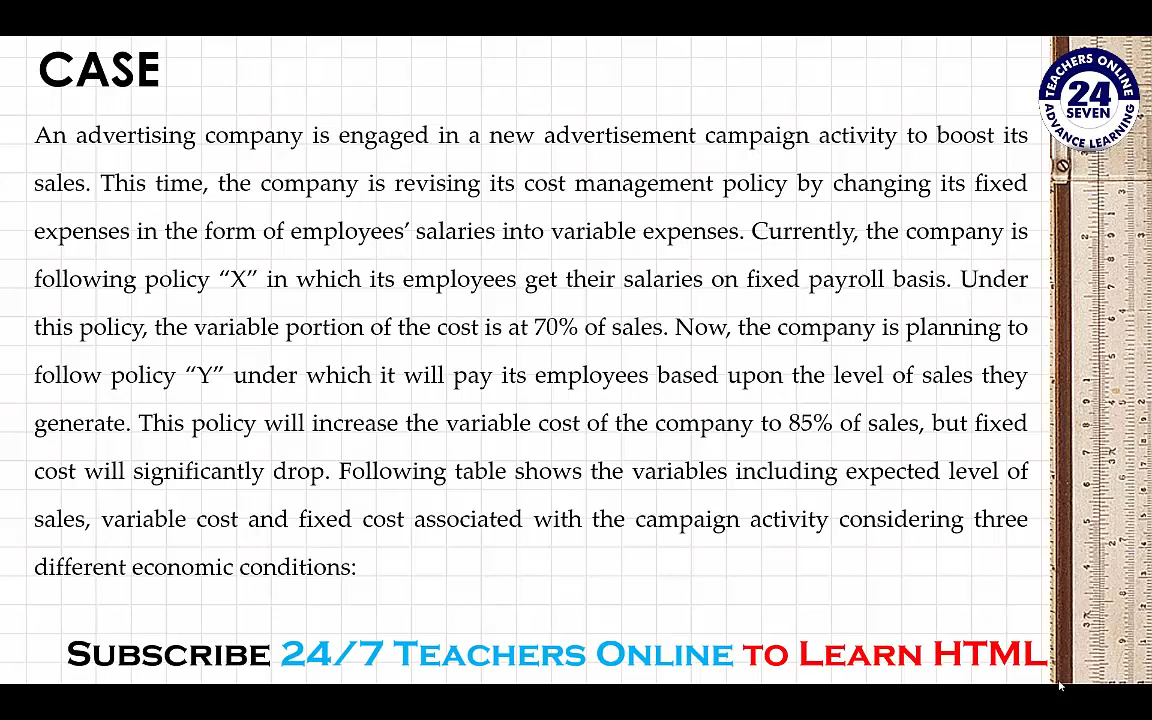 CASE
TEACHERS ONLINE
24
SEVEN
ADVANCE LEARNING
An advertising company is engaged in a new advertisement campaign activity to boost its
sales. This time, the company is revising its cost management policy by changing its fixed
expenses in the form of employees’ salaries into variable expenses. Currently, the company is
following policy “X” in which its employees get their salaries on fixed payroll basis. Under
this policy, the variable portion of the cost is at 70% of sales. Now, the company is planning to
follow policy “Y” under which it will pay its employees based upon the level of sales they
generate. This policy will increase the variable cost of the company to 85% of sales, but fixed
cost will significantly drop. Following table shows the variables including expected level of
sales, variable cost and fixed cost associated with the campaign activity considering three
different economic conditions:
SUBSCRIBE 24/7 TEACHERS ONLINE TO LEARN HTML